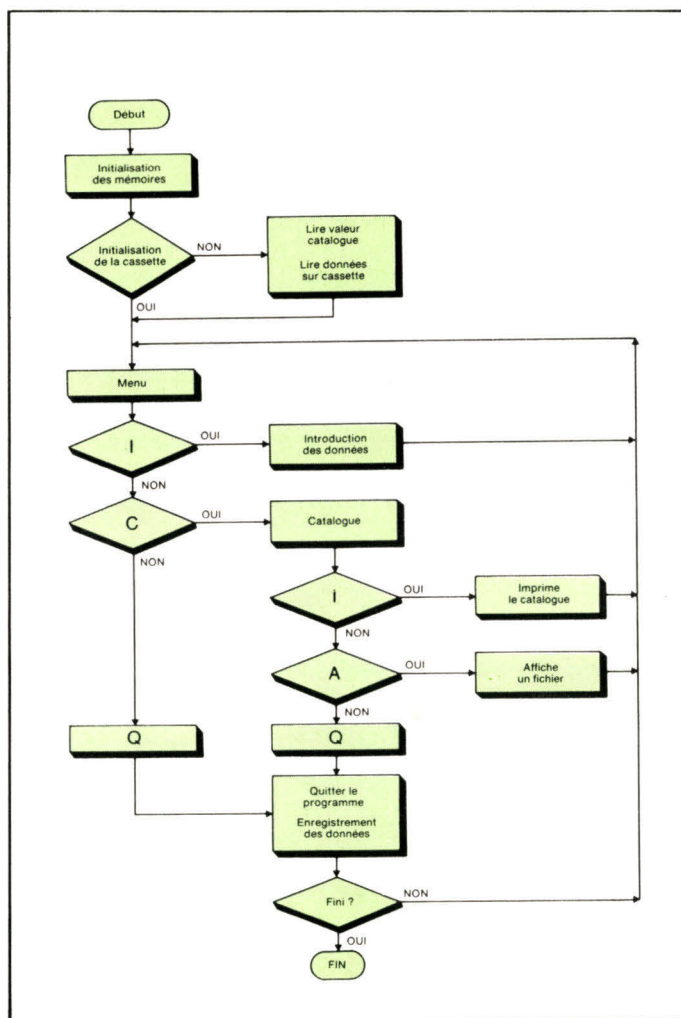 Début
Initialisation
des mémoires
Initialisation
de la cassette
NON
Lire valeur
catalogue
Lire données
sur cassette
OUI
Menu
I
OUI
Introduction
des données
NON
C
OUI
Catalogue
NON
I
OUI
Imprime
le catalogue
NON
A
OUI
Affiche
un fichier
NON
Q
Q
Quitter le
programme
Enregistrement
des données
Fini ?
NON
OUI
FIN